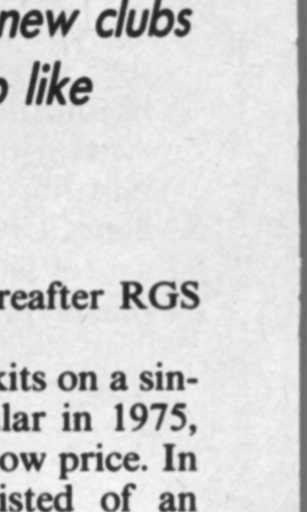 new clubs
like
reafter RGS
kits on a sin-
lar in 1975,
ow price. In
isted of an